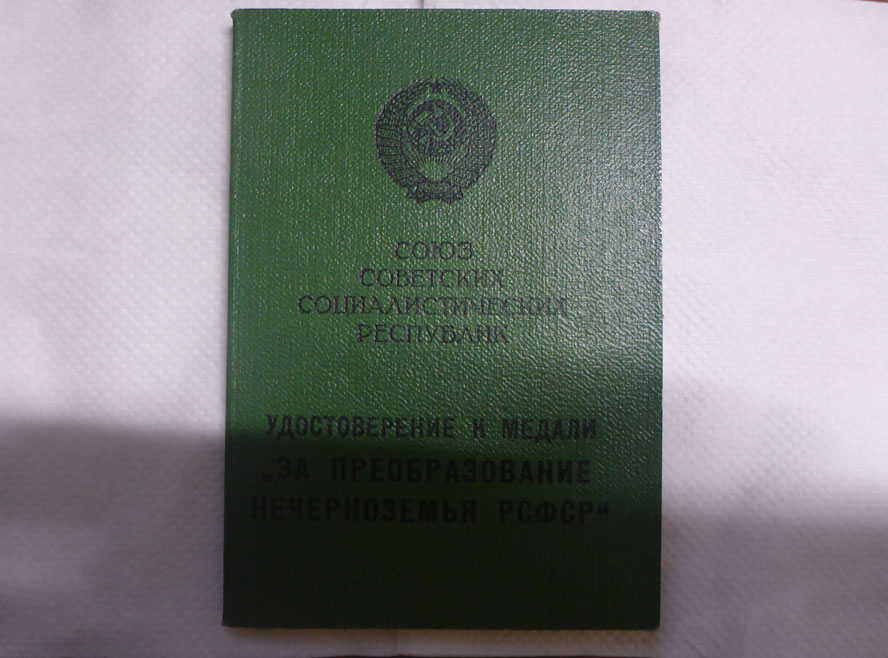 СОЮЗ
СОВЕТСКИХ
СОЦИАЛИСТИЧЕСКИХ
РЕСПУБЛИК
УДОСТОВЕРЕНИЕ К МЕДАЛИ
„ЗА ПРЕОБРАЗОВАНИЕ
НЕЧЕРНОЗЕМЬЯ РСФСР“